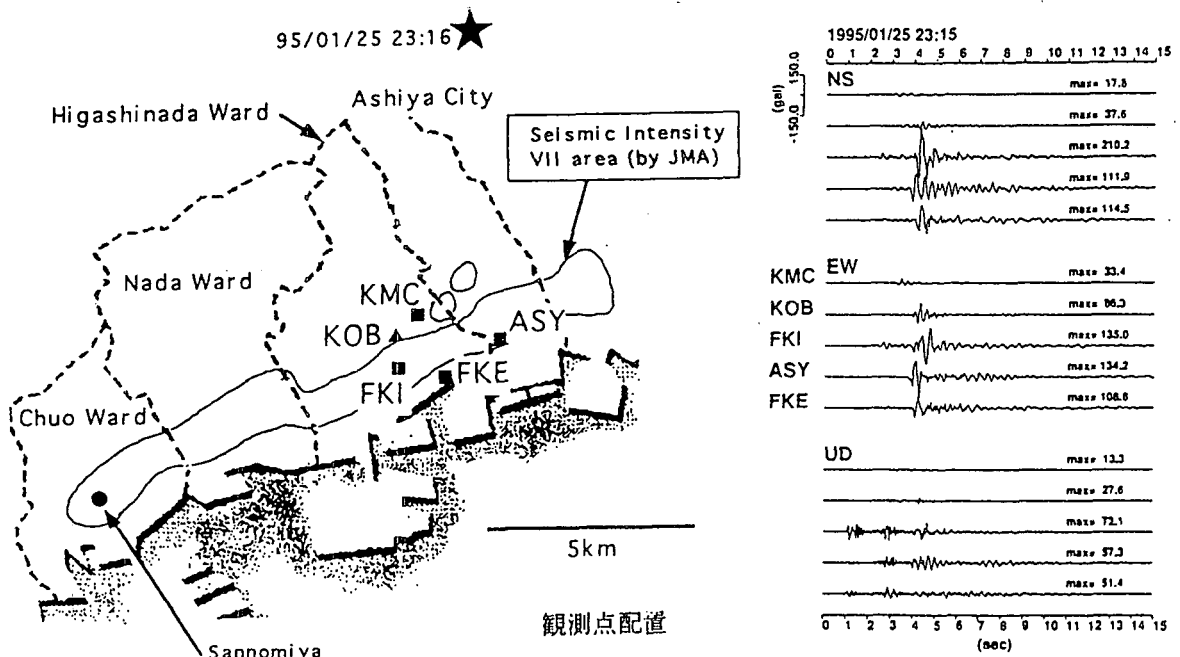 95/01/25 23:16
Higashinada Ward
Ashiya City
Seismic Intensity
VII area (by JMA)
Nada Ward
KMC
KOB
ASY
FKI
FKE
Chuo Ward
5km
観測点配置
Sannomiya
1995/01/25 23:15
0 1 2 3 4 5 6 7 8 9 10 11 12 13 14 15
150.0
(gal)
-150.0
NS
max= 17.8
max= 37.6
max= 210.2
max= 111.9
max= 114.5
EW
KMC
max= 33.4
KOB
max= 86.3
FKI
max= 135.0
ASY
max= 134.2
FKE
max= 108.6
UD
max= 13.3
max= 27.6
max= 72.1
max= 57.3
max= 51.4
0 1 2 3 4 5 6 7 8 9 10 11 12 13 14 15
(sec)